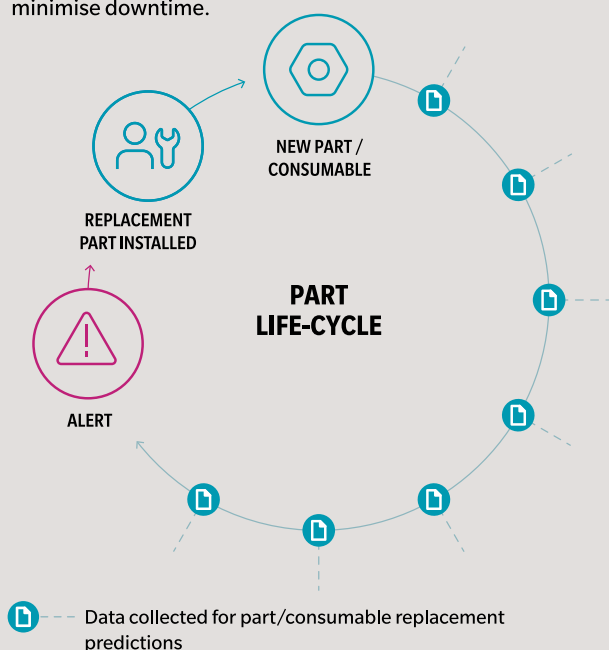 minimise downtime.
NEW PART /
CONSUMABLE
REPLACEMENT
PART INSTALLED
PART
LIFE-CYCLE
ALERT
Data collected for part/consumable replacement
predictions